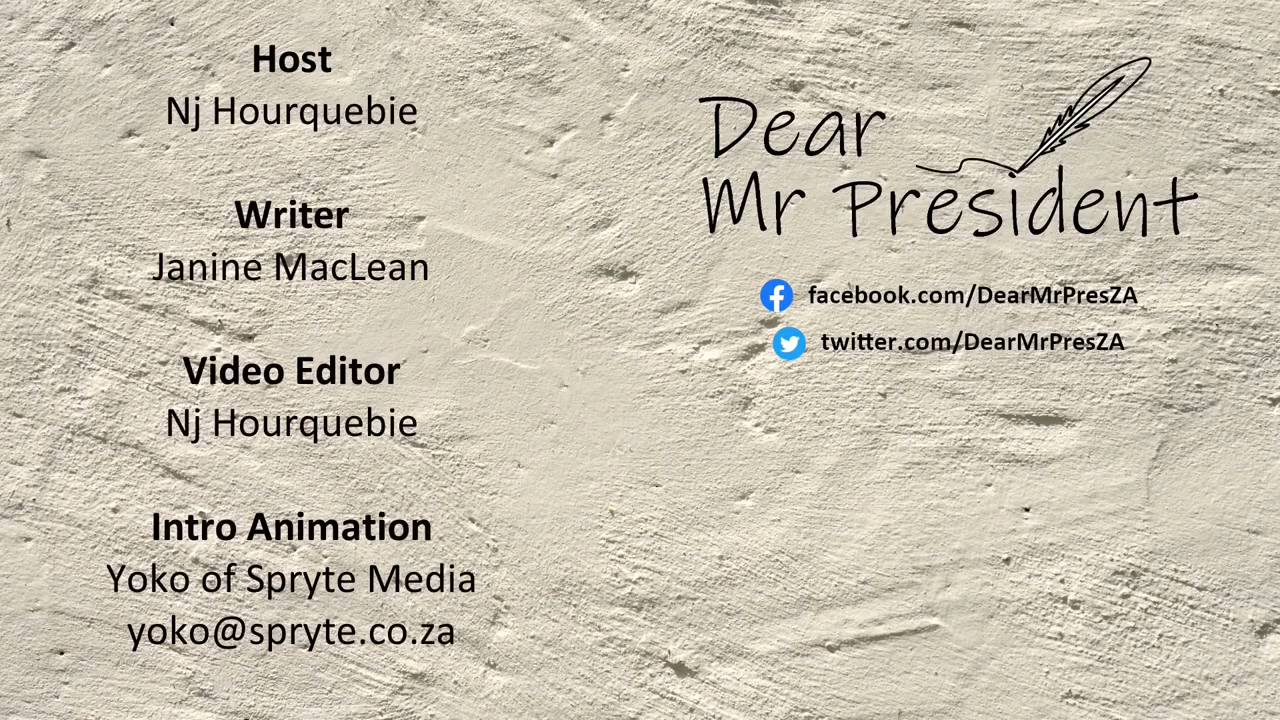 Host
Nj Hourquebie
Writer
Janine MacLean
Video Editor
Nj Hourquebie
Intro Animation
Yoko of Spryte Media
yoko@spryte.co.za
Dear
Mr President
facebook.com/DearMrPresZA
twitter.com/DearMrPresZA